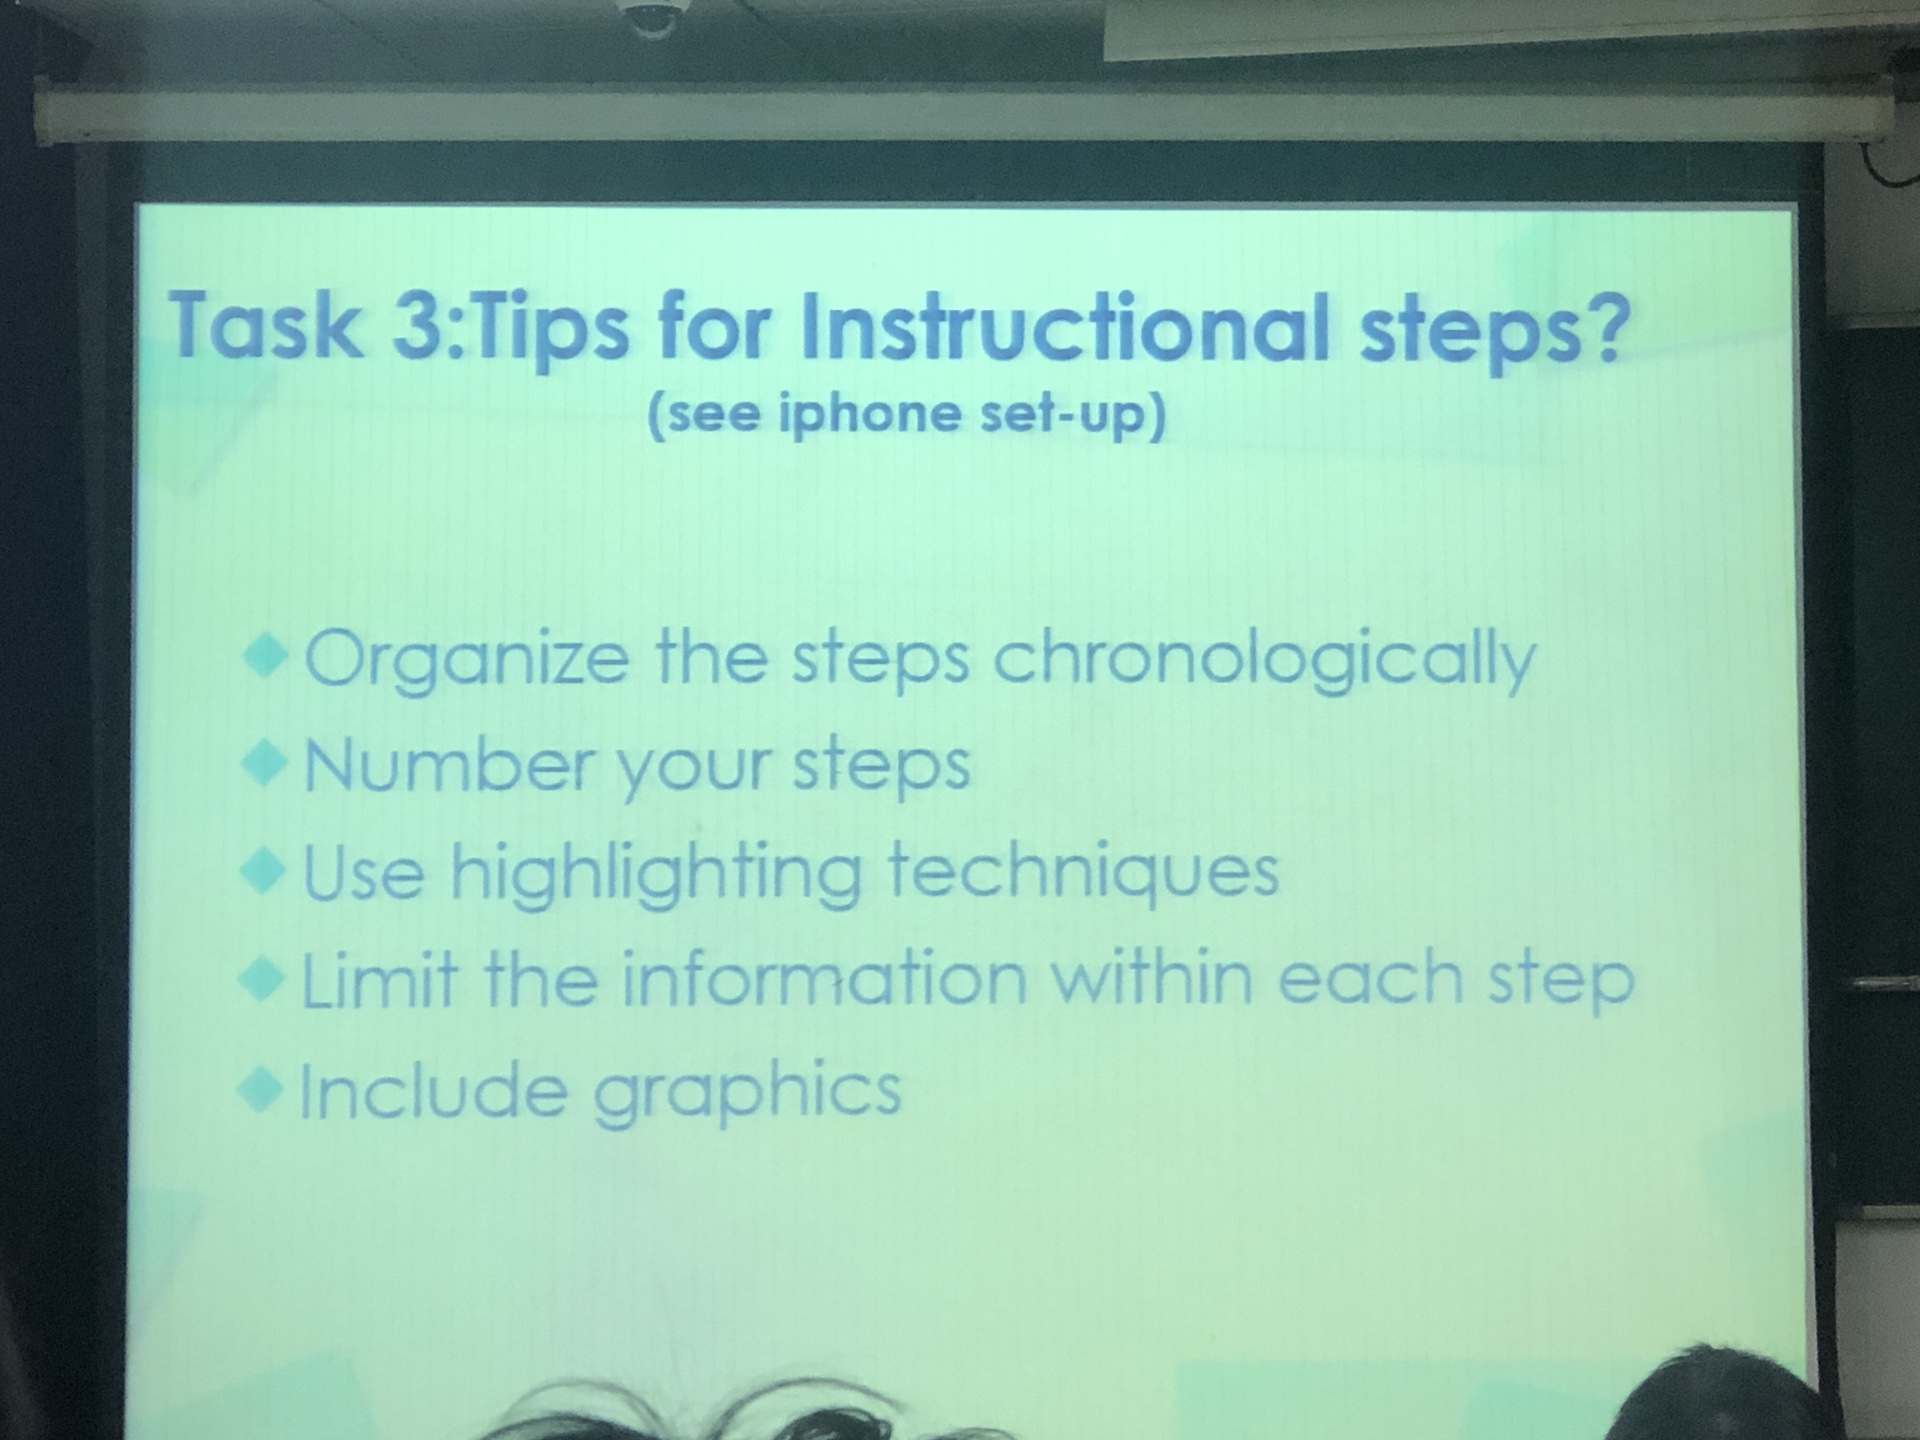 Task 3:Tips for Instructional steps?
(see iphone set-up)
Organize the steps chronologically
Number your steps
Use highlighting techniques
Limit the information within each step
Include graphics